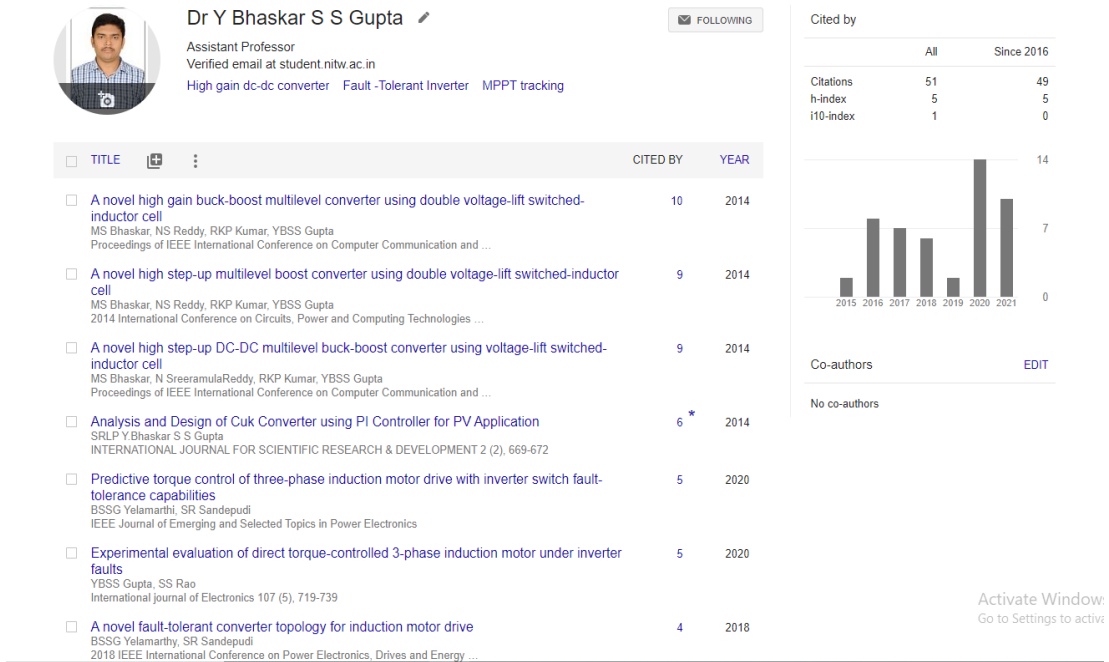 Dr Y Bhaskar S S Gupta
FOLLOWING
Assistant Professor
Verified email at student.nitw.ac.in
High gain dc-dc converter Fault -Tolerant Inverter MPPT tracking
TITLE CITED BY YEAR
A novel high gain buck-boost multilevel converter using double voltage-lift switched- 10 2014
inductor cell
MS Bhaskar, NS Reddy, RKP Kumar, YBSS Gupta
Proceedings of IEEE International Conference on Computer Communication and ...
A novel high step-up multilevel boost converter using double voltage-lift switched-inductor 9 2014
cell
MS Bhaskar, NS Reddy, RKP Kumar, YBSS Gupta
2014 International Conference on Circuits, Power and Computing Technologies ...
A novel high step-up DC-DC multilevel buck-boost converter using voltage-lift switched- 9 2014
inductor cell
MS Bhaskar, N SreeramulaReddy, RKP Kumar, YBSS Gupta
Proceedings of IEEE International Conference on Computer Communication and ...
Analysis and Design of Cuk Converter using PI Controller for PV Application 6 * 2014
SRLP Y.Bhaskar S S Gupta
INTERNATIONAL JOURNAL FOR SCIENTIFIC RESEARCH & DEVELOPMENT 2 (2), 669-672
Predictive torque control of three-phase induction motor drive with inverter switch fault- 5 2020
tolerance capabilities
BSSG Yelamarthi, SR Sandepudi
IEEE Journal of Emerging and Selected Topics in Power Electronics
Experimental evaluation of direct torque-controlled 3-phase induction motor under inverter 5 2020
faults
YBSS Gupta, SS Rao
International journal of Electronics 107 (5), 719-739
A novel fault-tolerant converter topology for induction motor drive 4 2018
BSSG Yelamarthy, SR Sandepudi
2018 IEEE International Conference on Power Electronics, Drives and Energy ...
Cited by
All Since 2016
Citations 51 49
h-index 5 5
i10-index 1 0
14
7
0
2015 2016 2017 2018 2019 2020 2021
Co-authors EDIT
No co-authors
Activate Windows
Go to Settings to activa